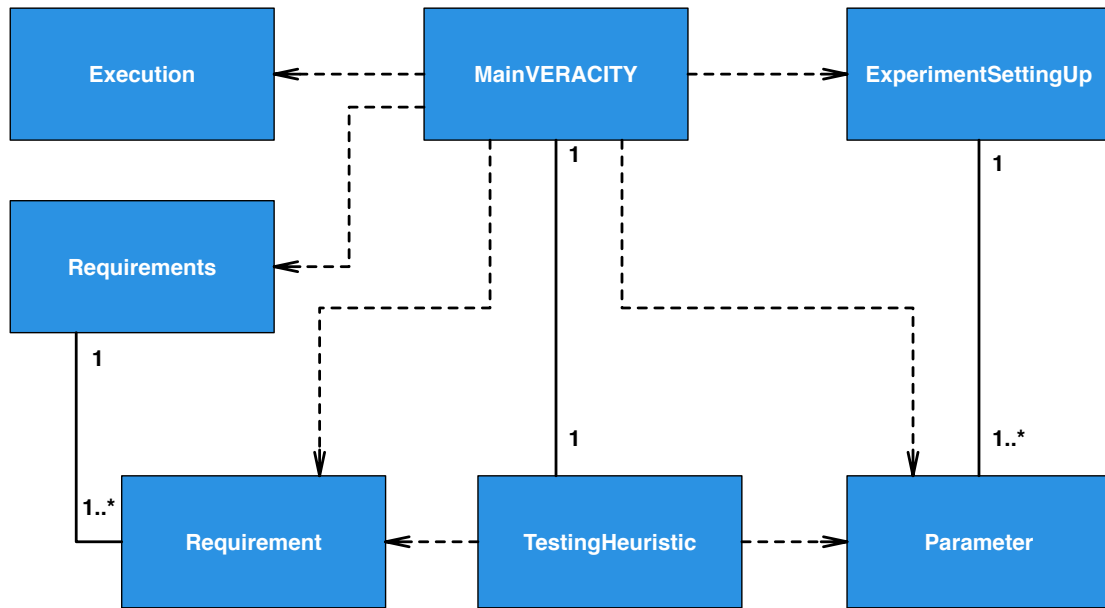 Execution
MainVERACITY
ExperimentSettingUp
1
1
Requirements
1
1
1..*
1..*
Requirement
TestingHeuristic
Parameter